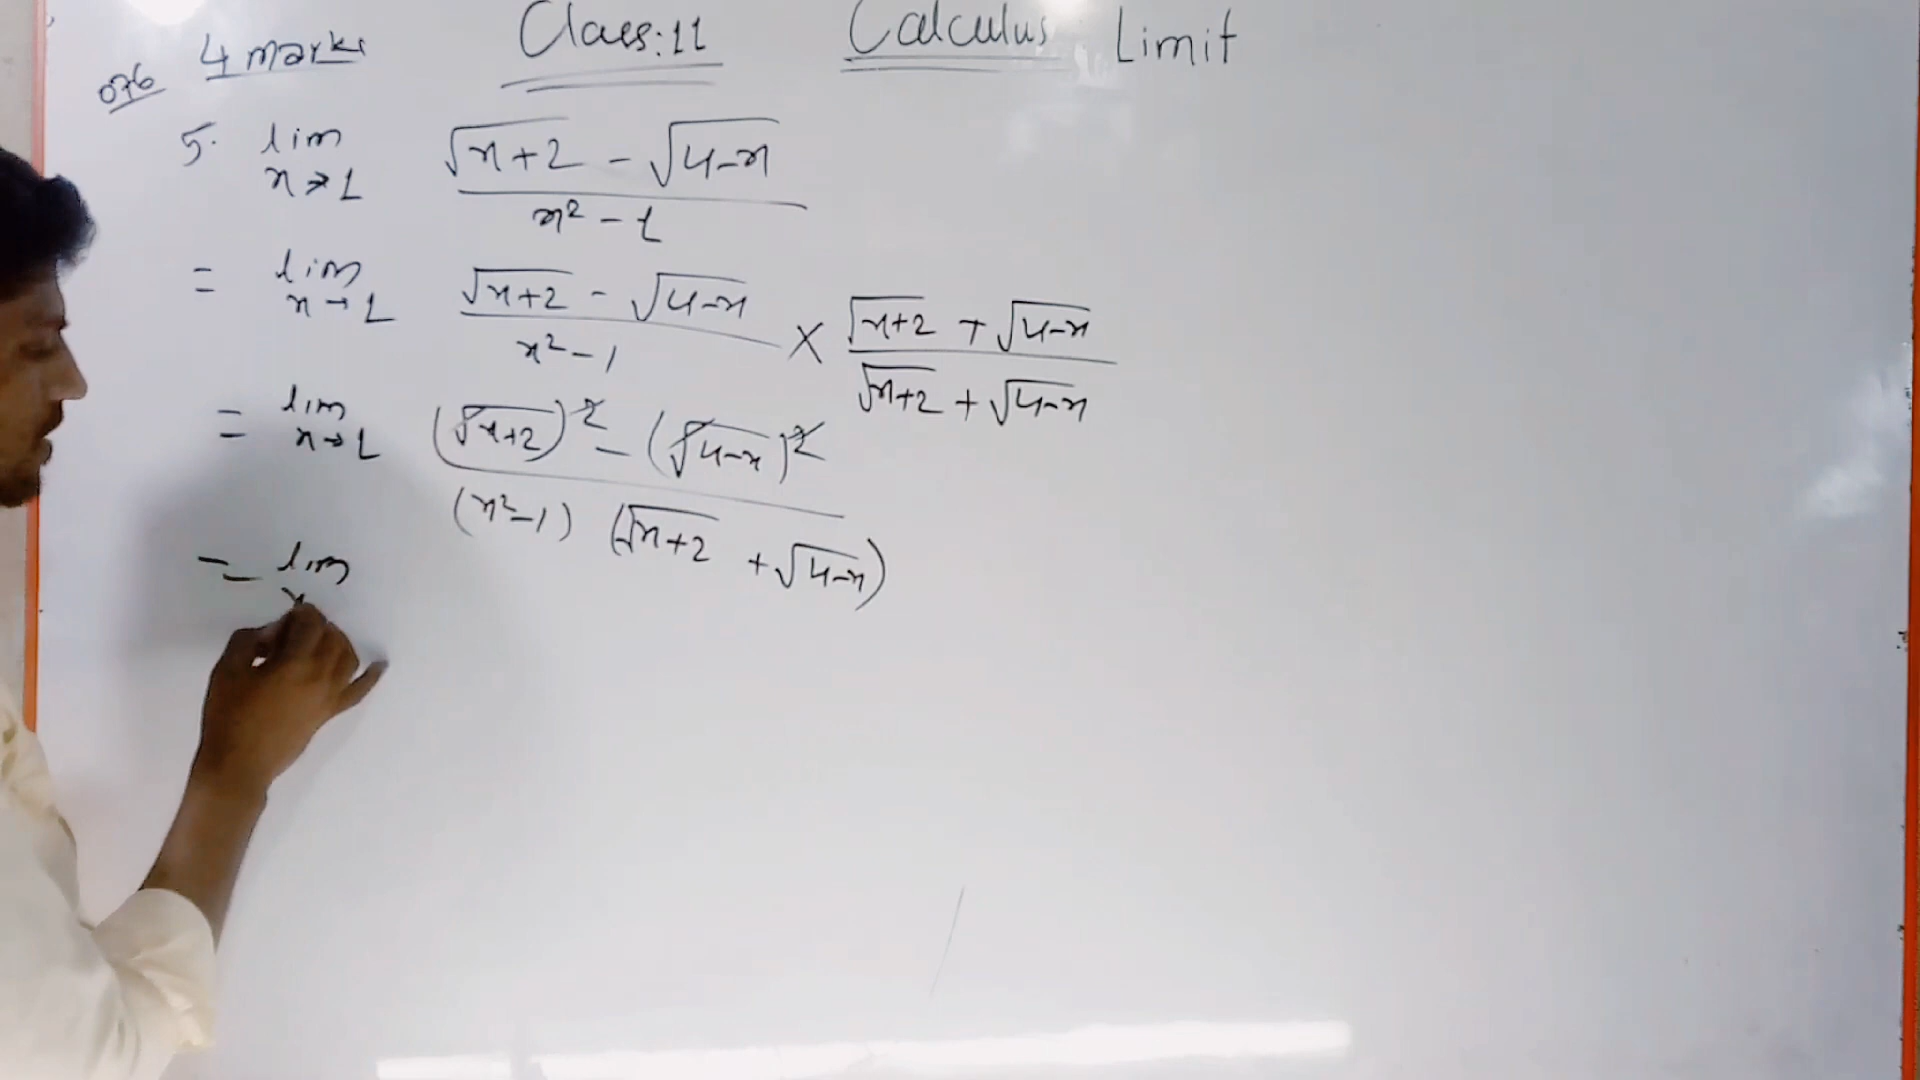 4 marks Class: 11 Calculus Limit
076
5. lim x→1 (√(x+2) - √(4-x)) / (x² - 1)
= lim x→1 (√(x+2) - √(4-x)) / (x² - 1) × (√(x+2) + √(4-x)) / (√(x+2) + √(4-x))
= lim x→1 ((√(x+2))² - (√(4-x))²) / ((x²-1) (√(x+2) + √(4-x)))
= lim x